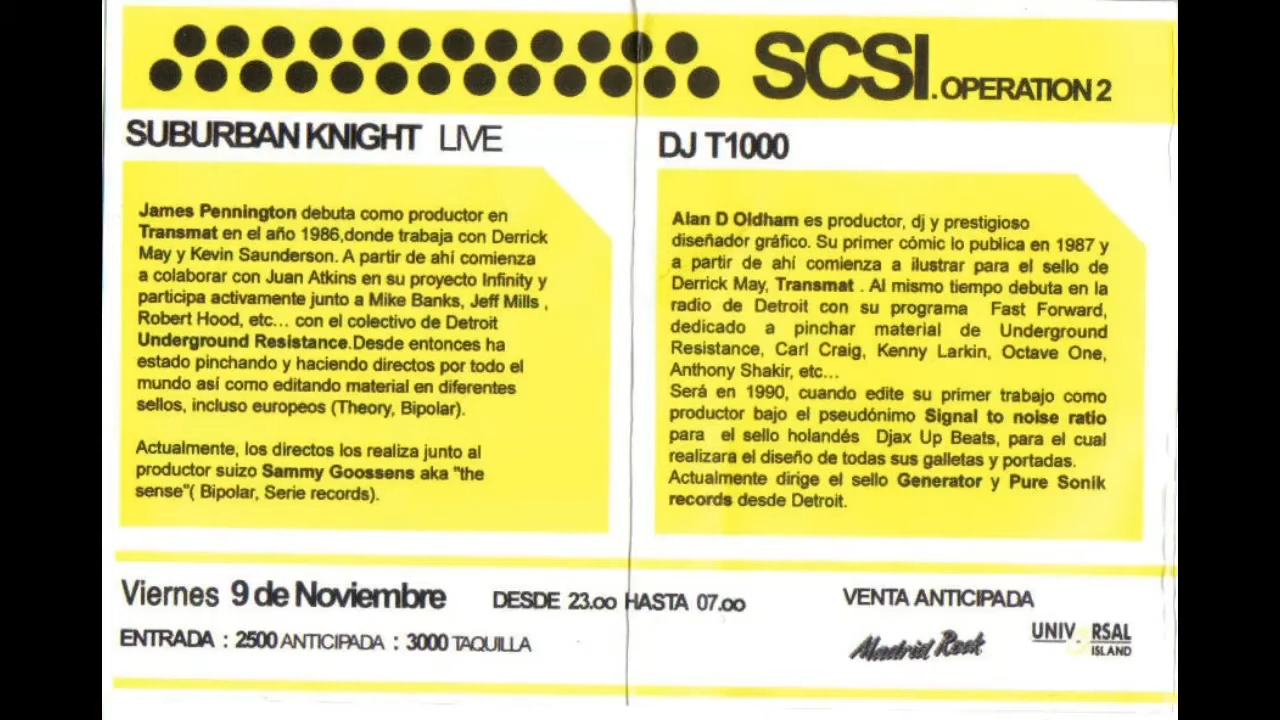 SCSI.OPERATION 2
SUBURBAN KNIGHT LIVE
James Pennington debuta como productor en
Transmat en el año 1986,donde trabaja con Derrick
May y Kevin Saunderson. A partir de ahí comienza
a colaborar con Juan Atkins en su proyecto Infinity y
participa activamente junto a Mike Banks, Jeff Mills ,
Robert Hood, etc... con el colectivo de Detroit
Underground Resistance.Desde entonces ha
estado pinchando y haciendo directos por todo el
mundo así como editando material en diferentes
sellos, incluso europeos (Theory, Bipolar).
Actualmente, los directos los realiza junto al
productor suizo Sammy Goossens aka "the
sense"( Bipolar, Serie records).
DJ T1000
Alan D Oldham es productor, dj y prestigioso
diseñador gráfico. Su primer cómic lo publica en 1987 y
a partir de ahí comienza a ilustrar para el sello de
Derrick May, Transmat . Al mismo tiempo debuta en la
radio de Detroit con su programa Fast Forward,
dedicado a pinchar material de Underground
Resistance, Carl Craig, Kenny Larkin, Octave One,
Anthony Shakir, etc...
Será en 1990, cuando edite su primer trabajo como
productor bajo el pseudónimo Signal to noise ratio
para el sello holandés Djax Up Beats, para el cual
realizara el diseño de todas sus galletas y portadas.
Actualmente dirige el sello Generator y Pure Sonik
records desde Detroit.
Viernes 9 de Noviembre DESDE 23.oo HASTA 07.oo
ENTRADA : 2500 ANTICIPADA : 3000 TAQUILLA
VENTA ANTICIPADA
Madrid Rock
UNIVERSAL
ISLAND